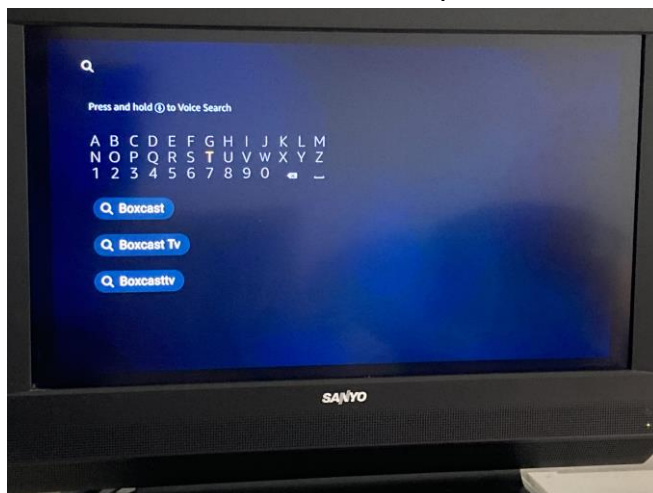 Press and hold to Voice Search
A B C D E F G H I J K L M
N O P Q R S T U V W X Y Z
1 2 3 4 5 6 7 8 9 0
Boxcast
Boxcast Tv
Boxcasttv
SANYO